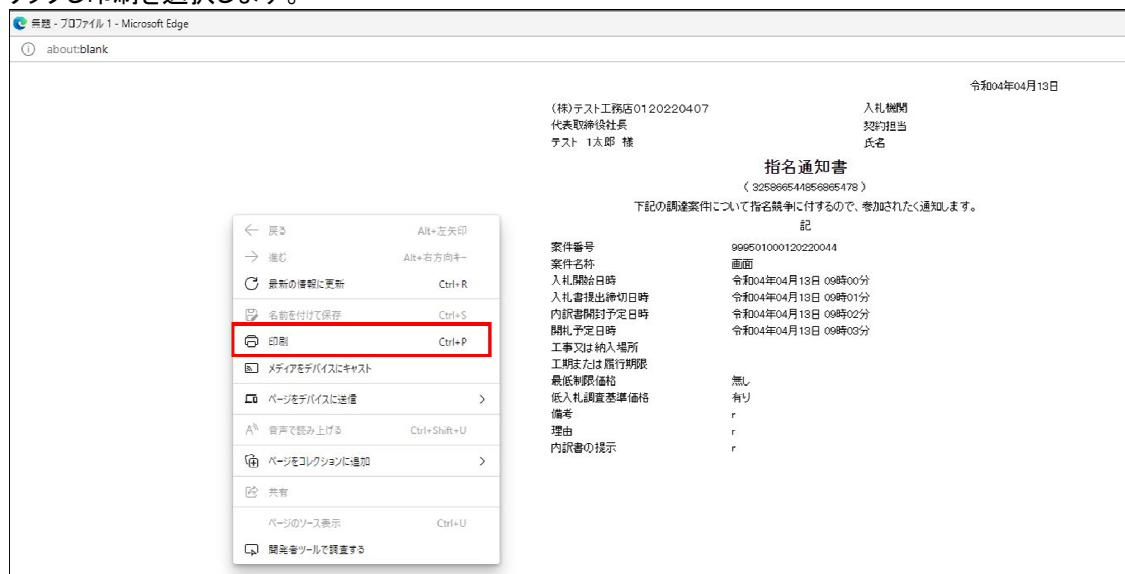 リックし印刷を選択します。
無題 - プロファイル 1 - Microsoft Edge
about:blank
令和04年04月13日
(株)テスト工務店0120220407 入札機関
代表取締役社長 契約担当
テスト 1太郎 様 氏名
指名通知書
( 325866544856865478 )
下記の調達案件について指名競争に付するので、参加されたく通知します。
記
案件番号 999501000120220044
案件名称 画面
入札開始日時 令和04年04月13日 09時00分
入札書提出締切日時 令和04年04月13日 09時01分
内訳書開封予定日時 令和04年04月13日 09時02分
開札予定日時 令和04年04月13日 09時03分
工事又は納入場所
工期または履行期限
最低制限価格 無し
低入札調査基準価格 有り
備考 r
理由 r
内訳書の提示 r
戻る Alt+左矢印
進む Alt+右方向キー
最新の情報に更新 Ctrl+R
名前を付けて保存 Ctrl+S
印刷 Ctrl+P
メディアをデバイスにキャスト
ページをデバイスに送信
音声で読み上げる Ctrl+Shift+U
ページをコレクションに追加
共有
ページのソース表示 Ctrl+U
開発者ツールで調査する